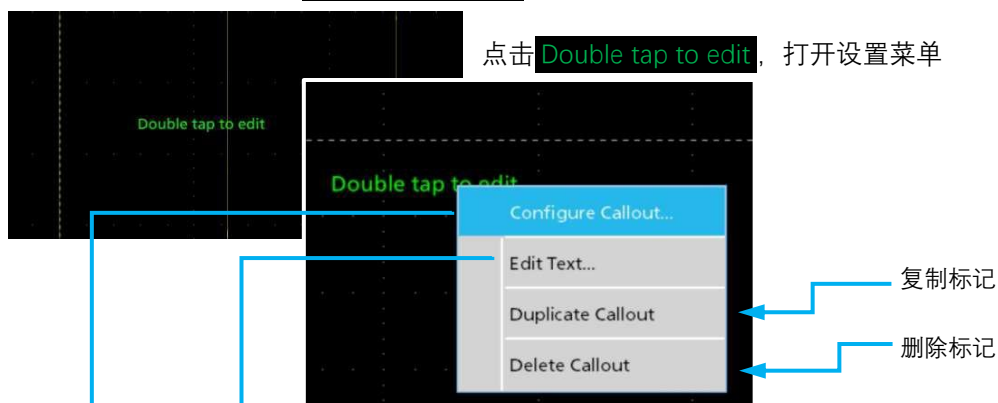 点击 Double tap to edit，打开设置菜单
Double tap to edit
Double tap to edit
Configure Callout...
Edit Text...
Duplicate Callout
Delete Callout
复制标记
删除标记